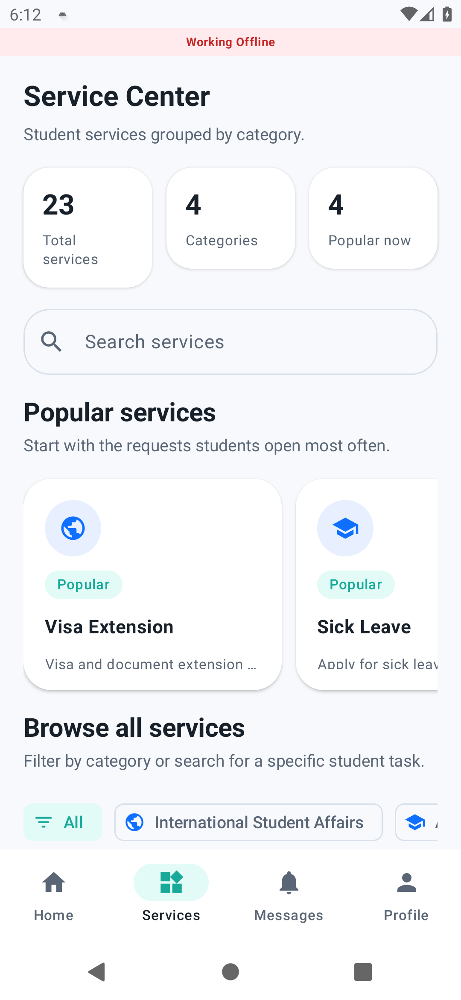 6:12
Working Offline
Service Center
Student services grouped by category.
23
Total
services
4
Categories
4
Popular now
Search services
Popular services
Start with the requests students open most often.
Popular
Visa Extension
Visa and document extension ...
Popular
Sick Leave
Apply for sick leav
Browse all services
Filter by category or search for a specific student task.
All
International Student Affairs
Home
Services
Messages
Profile